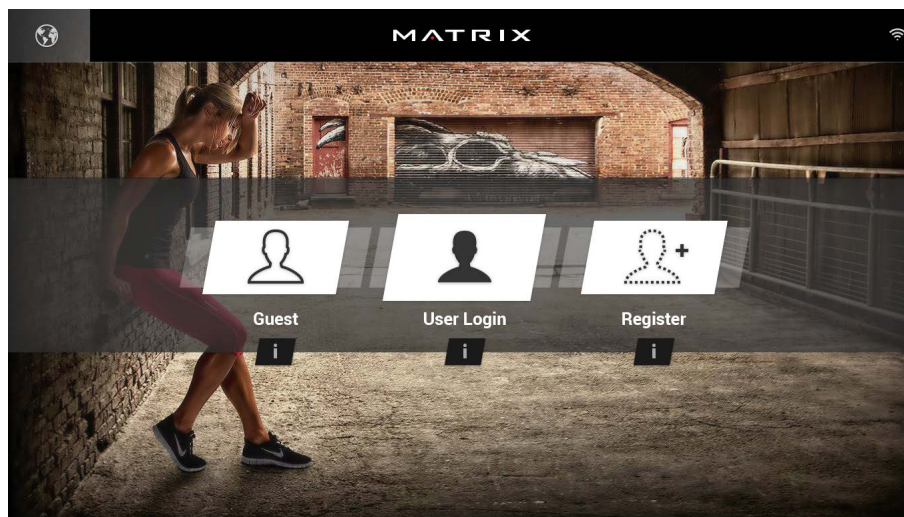 MATRIX
Guest
User Login
Register
i
i
i